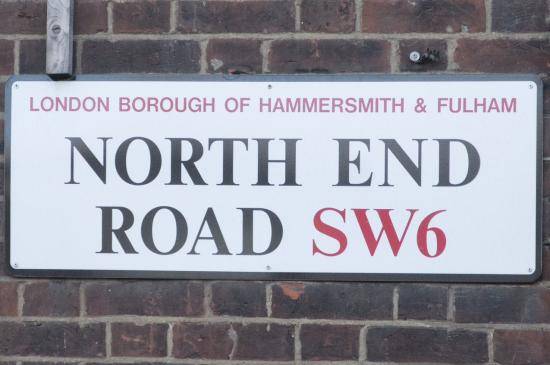 LONDON BOROUGH OF HAMMERSMITH & FULHAM
NORTH END
ROAD SW6